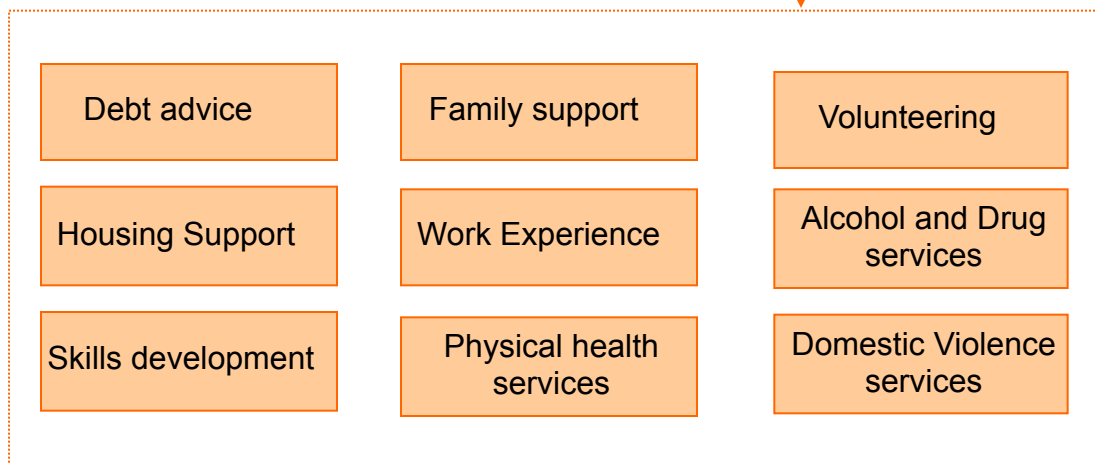 Debt advice
Family support
Volunteering
Housing Support
Work Experience
Alcohol and Drug
services
Skills development
Physical health
services
Domestic Violence
services